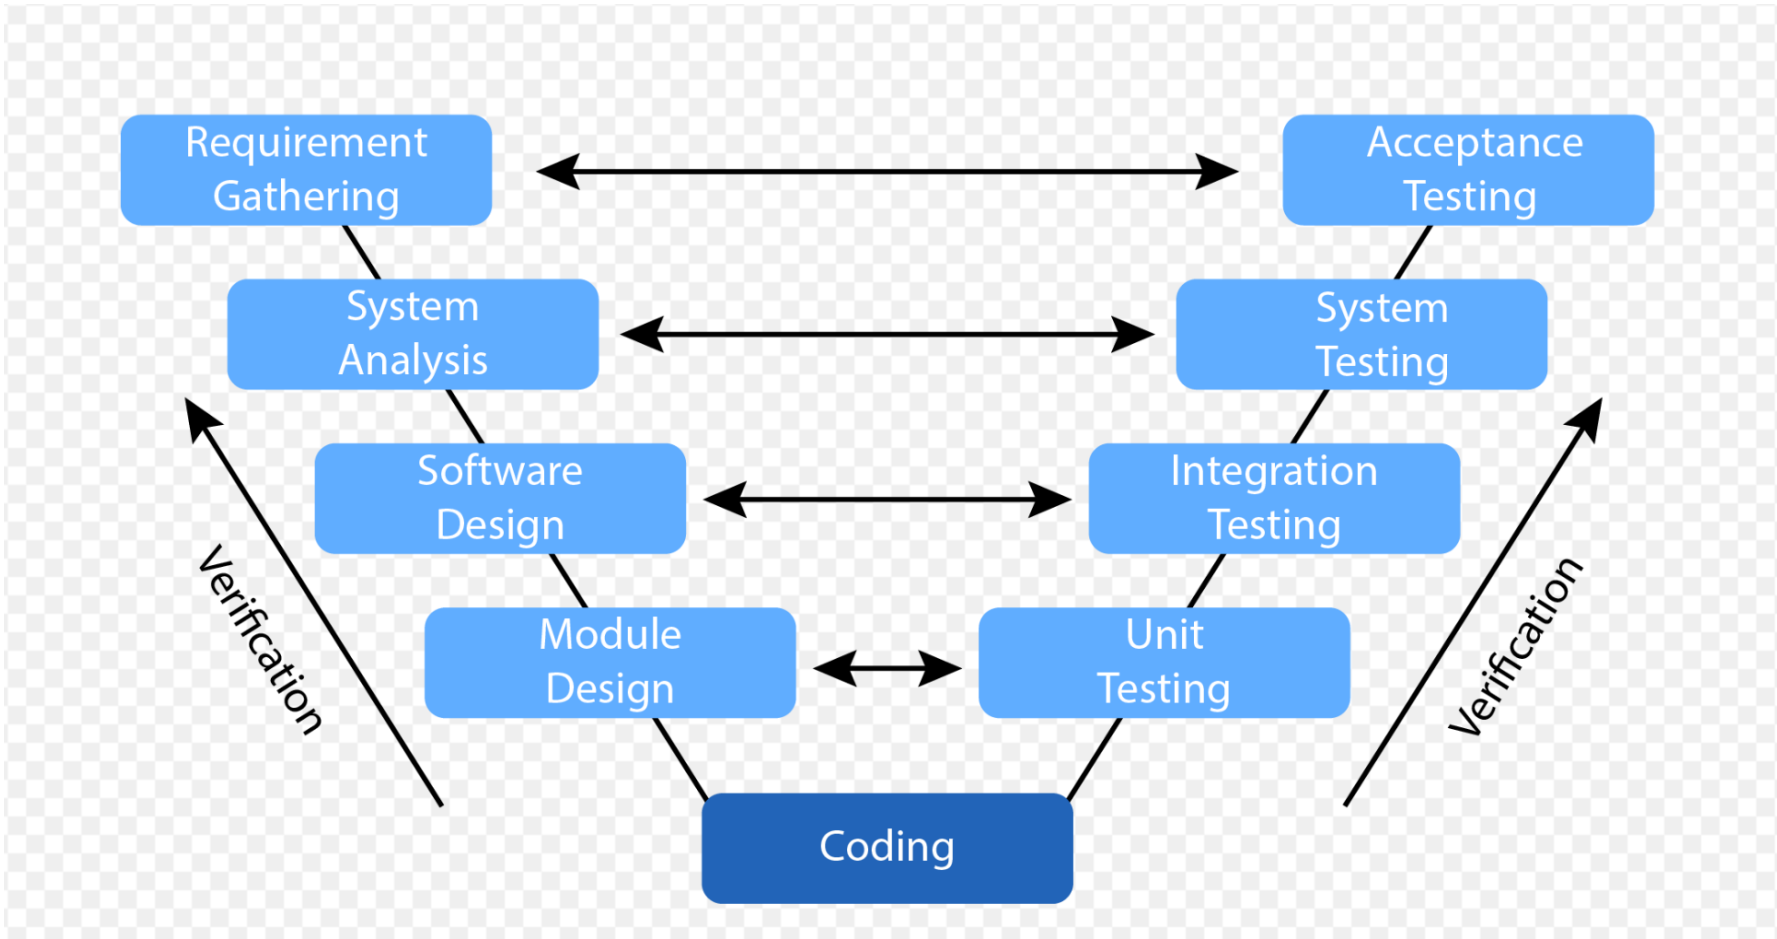 Requirement
Gathering
Acceptance
Testing
System
Analysis
System
Testing
Software
Design
Integration
Testing
Verification
Verification
Module
Design
Unit
Testing
Coding